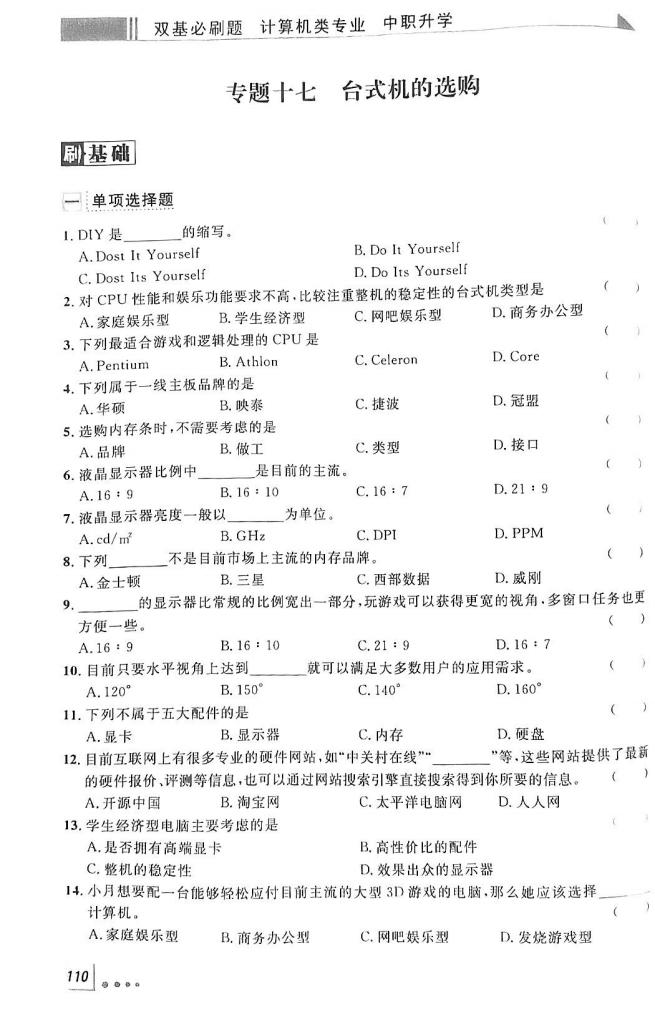 双基必刷题 计算机类专业 中职升学
专题十七 台式机的选购
刷基础
一 单项选择题
1. DIY 是________的缩写。 ( )
A. Dost It Yourself B. Do It Yourself
C. Dost Its Yourself D. Do Its Yourself
2. 对 CPU 性能和娱乐功能要求不高,比较注重整机的稳定性的台式机类型是 ( )
A. 家庭娱乐型 B. 学生经济型 C. 网吧娱乐型 D. 商务办公型
3. 下列最适合游戏和逻辑处理的 CPU 是 ( )
A. Pentium B. Athlon C. Celeron D. Core
4. 下列属于一线主板品牌的是 ( )
A. 华硕 B. 映泰 C. 捷波 D. 冠盟
5. 选购内存条时,不需要考虑的是 ( )
A. 品牌 B. 做工 C. 类型 D. 接口
6. 液晶显示器比例中________是目前的主流。 ( )
A. 16：9 B. 16：10 C. 16：7 D. 21：9
7. 液晶显示器亮度一般以________为单位。 ( )
A. cd/㎡ B. GHz C. DPI D. PPM
8. 下列________不是目前市场上主流的内存品牌。 ( )
A. 金士顿 B. 三星 C. 西部数据 D. 威刚
9. ________的显示器比常规的比例宽出一部分,玩游戏可以获得更宽的视角,多窗口任务也更
方便一些。 ( )
A. 16：9 B. 16：10 C. 21：9 D. 16：7
10. 目前只要水平视角上达到________就可以满足大多数用户的应用需求。 ( )
A. 120° B. 150° C. 140° D. 160°
11. 下列不属于五大配件的是 ( )
A. 显卡 B. 显示器 C. 内存 D. 硬盘
12. 目前互联网上有很多专业的硬件网站,如“中关村在线”“________”等,这些网站提供了最新
的硬件报价、评测等信息,也可以通过网站搜索引擎直接搜索得到你所要的信息。 ( )
A. 开源中国 B. 淘宝网 C. 太平洋电脑网 D. 人人网
13. 学生经济型电脑主要考虑的是 ( )
A. 是否拥有高端显卡 B. 高性价比的配件
C. 整机的稳定性 D. 效果出众的显示器
14. 小月想要配一台能够轻松应付目前主流的大型 3D 游戏的电脑,那么她应该选择________
计算机。 ( )
A. 家庭娱乐型 B. 商务办公型 C. 网吧娱乐型 D. 发烧游戏型
110